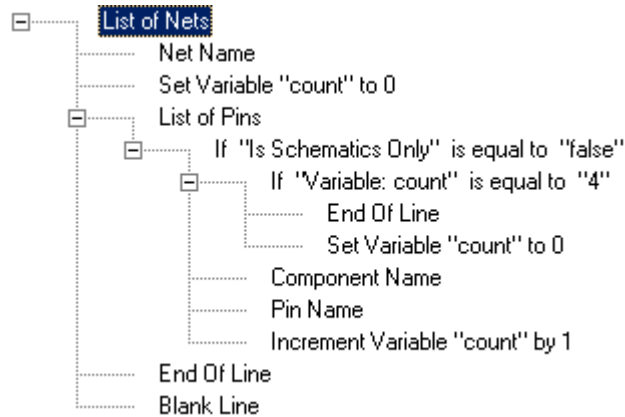 List of Nets
Net Name
Set Variable "count" to 0
List of Pins
If "Is Schematics Only" is equal to "false"
If "Variable: count" is equal to "4"
End Of Line
Set Variable "count" to 0
Component Name
Pin Name
Increment Variable "count" by 1
End Of Line
Blank Line